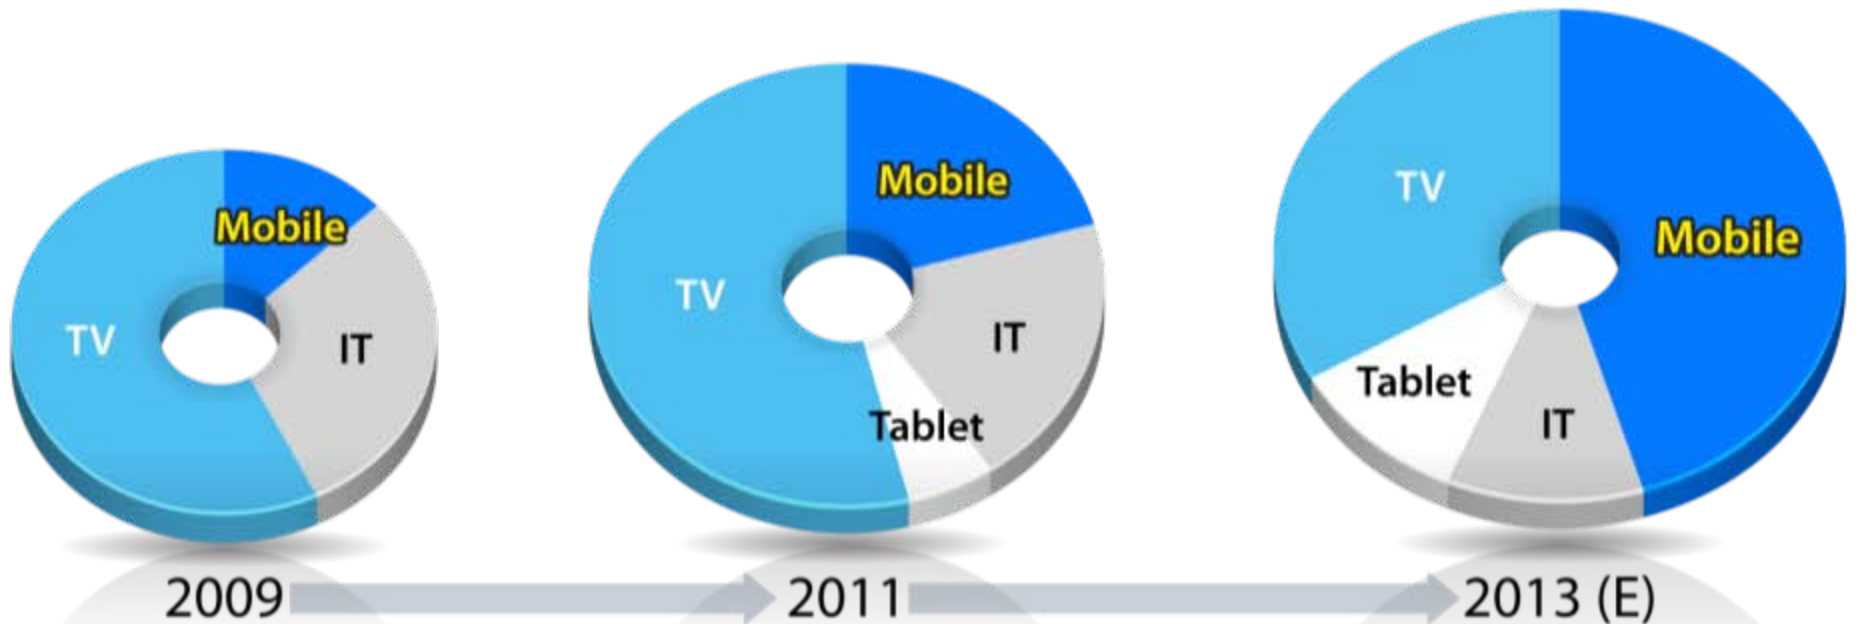 Mobile
TV
IT
Mobile
TV
IT
Tablet
TV
Mobile
Tablet
IT
2009
2011
2013 (E)